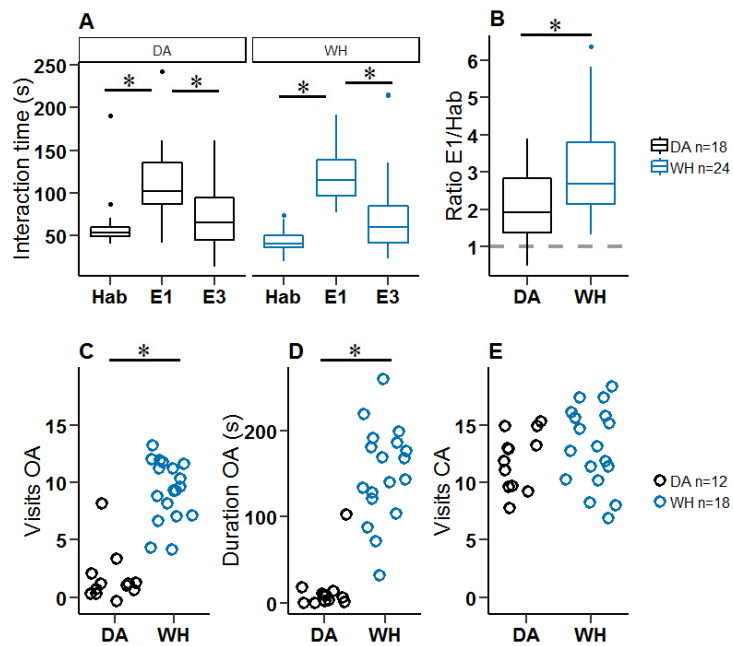 A
DA
WH
Interaction time (s)
250
200
150
100
50
*
*
*
*
Hab
E1
E3
Hab
E1
E3
B
*
Ratio E1/Hab
6
5
4
3
2
1
DA
WH
DA n=18
WH n=24
C
*
Visits OA
15
10
5
0
DA
WH
D
*
Duration OA (s)
200
100
0
DA
WH
E
Visits CA
15
10
5
0
DA
WH
DA n=12
WH n=18